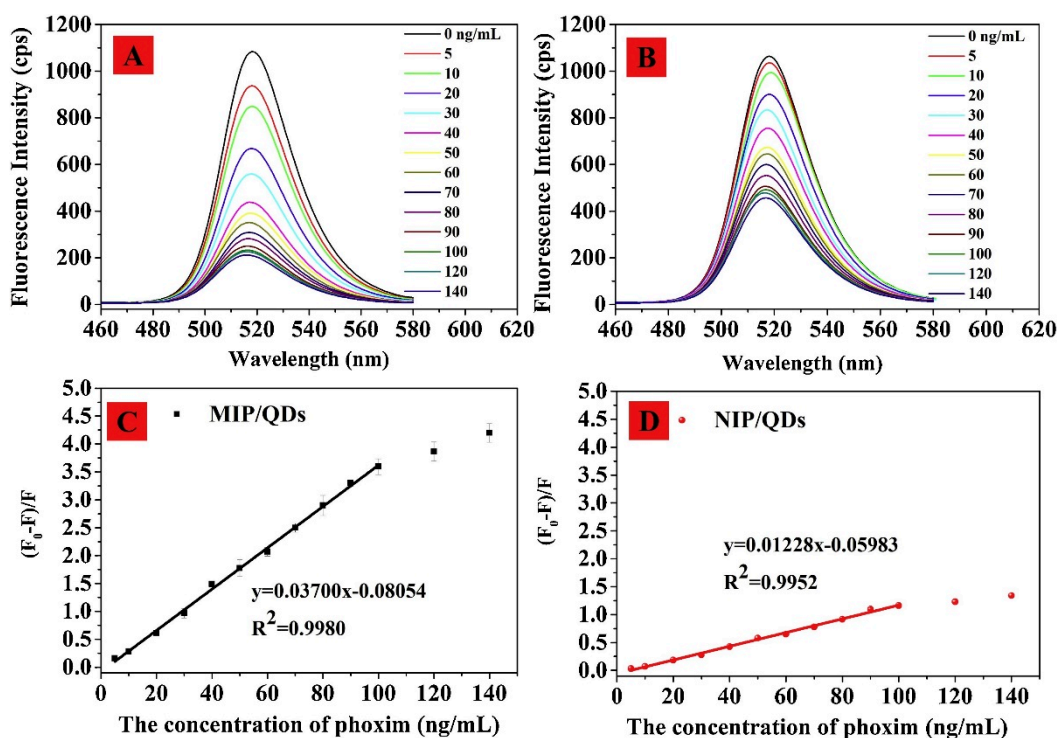 A
Fluorescence Intensity (cps)
1200
1000
800
600
400
200
0
460 480 500 520 540 560 580 600 620
Wavelength (nm)
0 ng/mL
5
10
20
30
40
50
60
70
80
90
100
120
140
B
Fluorescence Intensity (cps)
1200
1000
800
600
400
200
0
460 480 500 520 540 560 580 600 620
Wavelength (nm)
0 ng/mL
5
10
20
30
40
50
60
70
80
90
100
120
140
C
MIP/QDs
(F0-F)/F
5.0
4.5
4.0
3.5
3.0
2.5
2.0
1.5
1.0
0.5
0.0
y=0.03700x-0.08054
R²=0.9980
0 20 40 60 80 100 120 140
The concentration of phoxim (ng/mL)
D
NIP/QDs
(F0-F)/F
5.0
4.5
4.0
3.5
3.0
2.5
2.0
1.5
1.0
0.5
0.0
y=0.01228x-0.05983
R²=0.9952
0 20 40 60 80 100 120 140
The concentration of phoxim (ng/mL)